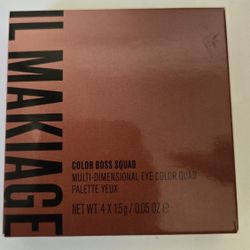 IL MAKIAGE
COLOR BOSS SQUAD
MULTI-DIMENSIONAL EYE COLOR QUAD
PALETTE YEUX
NET WT. 4 X 1.5g / 0.05 OZ ℮